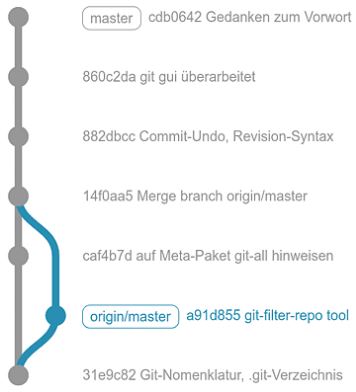 master cdb0642 Gedanken zum Vorwort
860c2da git gui überarbeitet
882dbcc Commit-Undo, Revision-Syntax
14f0aa5 Merge branch origin/master
caf4b7d auf Meta-Paket git-all hinweisen
origin/master a91d855 git-filter-repo tool
31e9c82 Git-Nomenklatur, .git-Verzeichnis